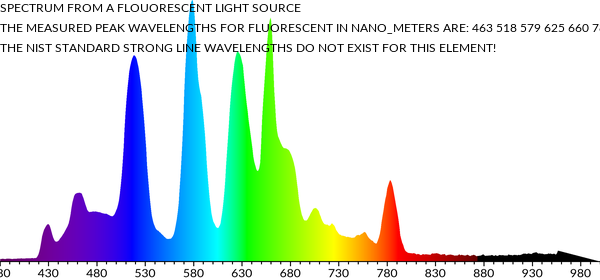 SPECTRUM FROM A FLOUORESCENT LIGHT SOURCE
THE MEASURED PEAK WAVELENGTHS FOR FLUORESCENT IN NANO_METERS ARE: 463 518 579 625 660
THE NIST STANDARD STRONG LINE WAVELENGTHS DO NOT EXIST FOR THIS ELEMENT!
430 480 530 580 630 680 730 780 830 880 930 980